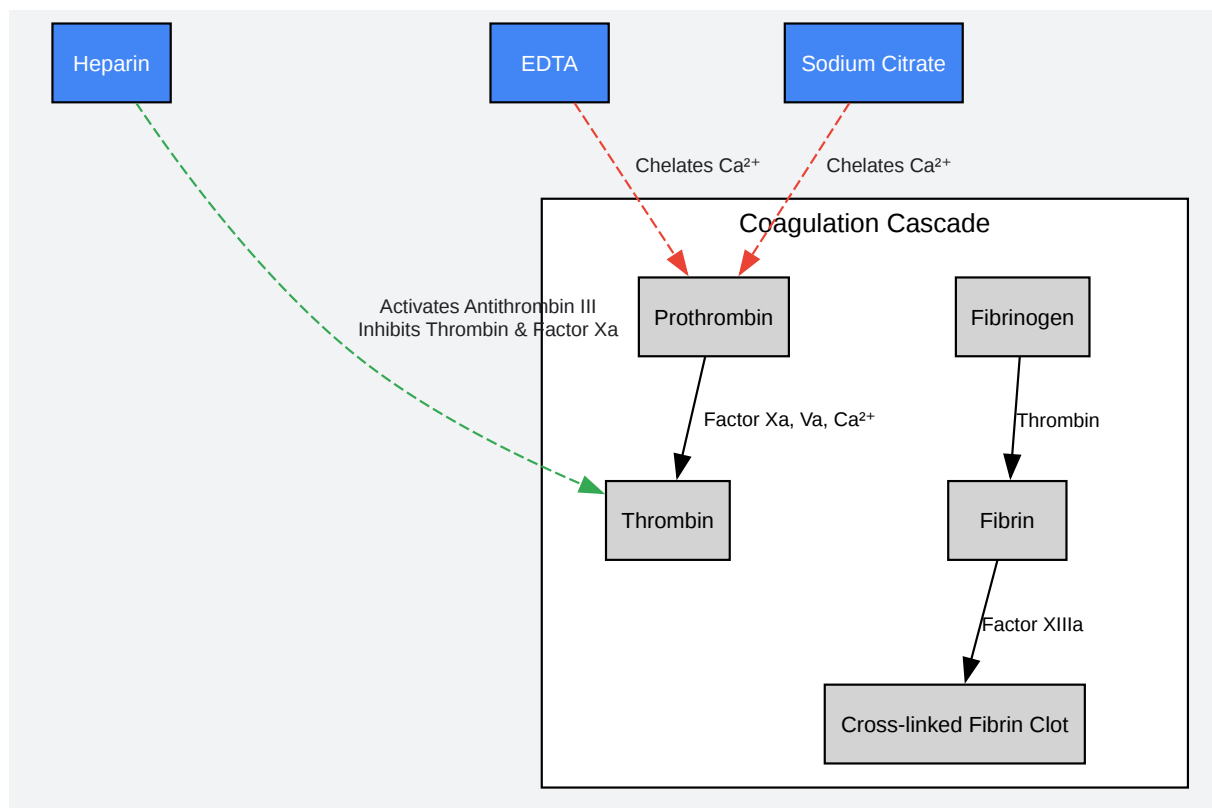 Heparin
EDTA
Sodium Citrate
Chelates Ca²⁺
Chelates Ca²⁺
Coagulation Cascade
Activates Antithrombin III
Inhibits Thrombin & Factor Xa
Prothrombin
Fibrinogen
Factor Xa, Va, Ca²⁺
Thrombin
Thrombin
Fibrin
Factor XIIIa
Cross-linked Fibrin Clot